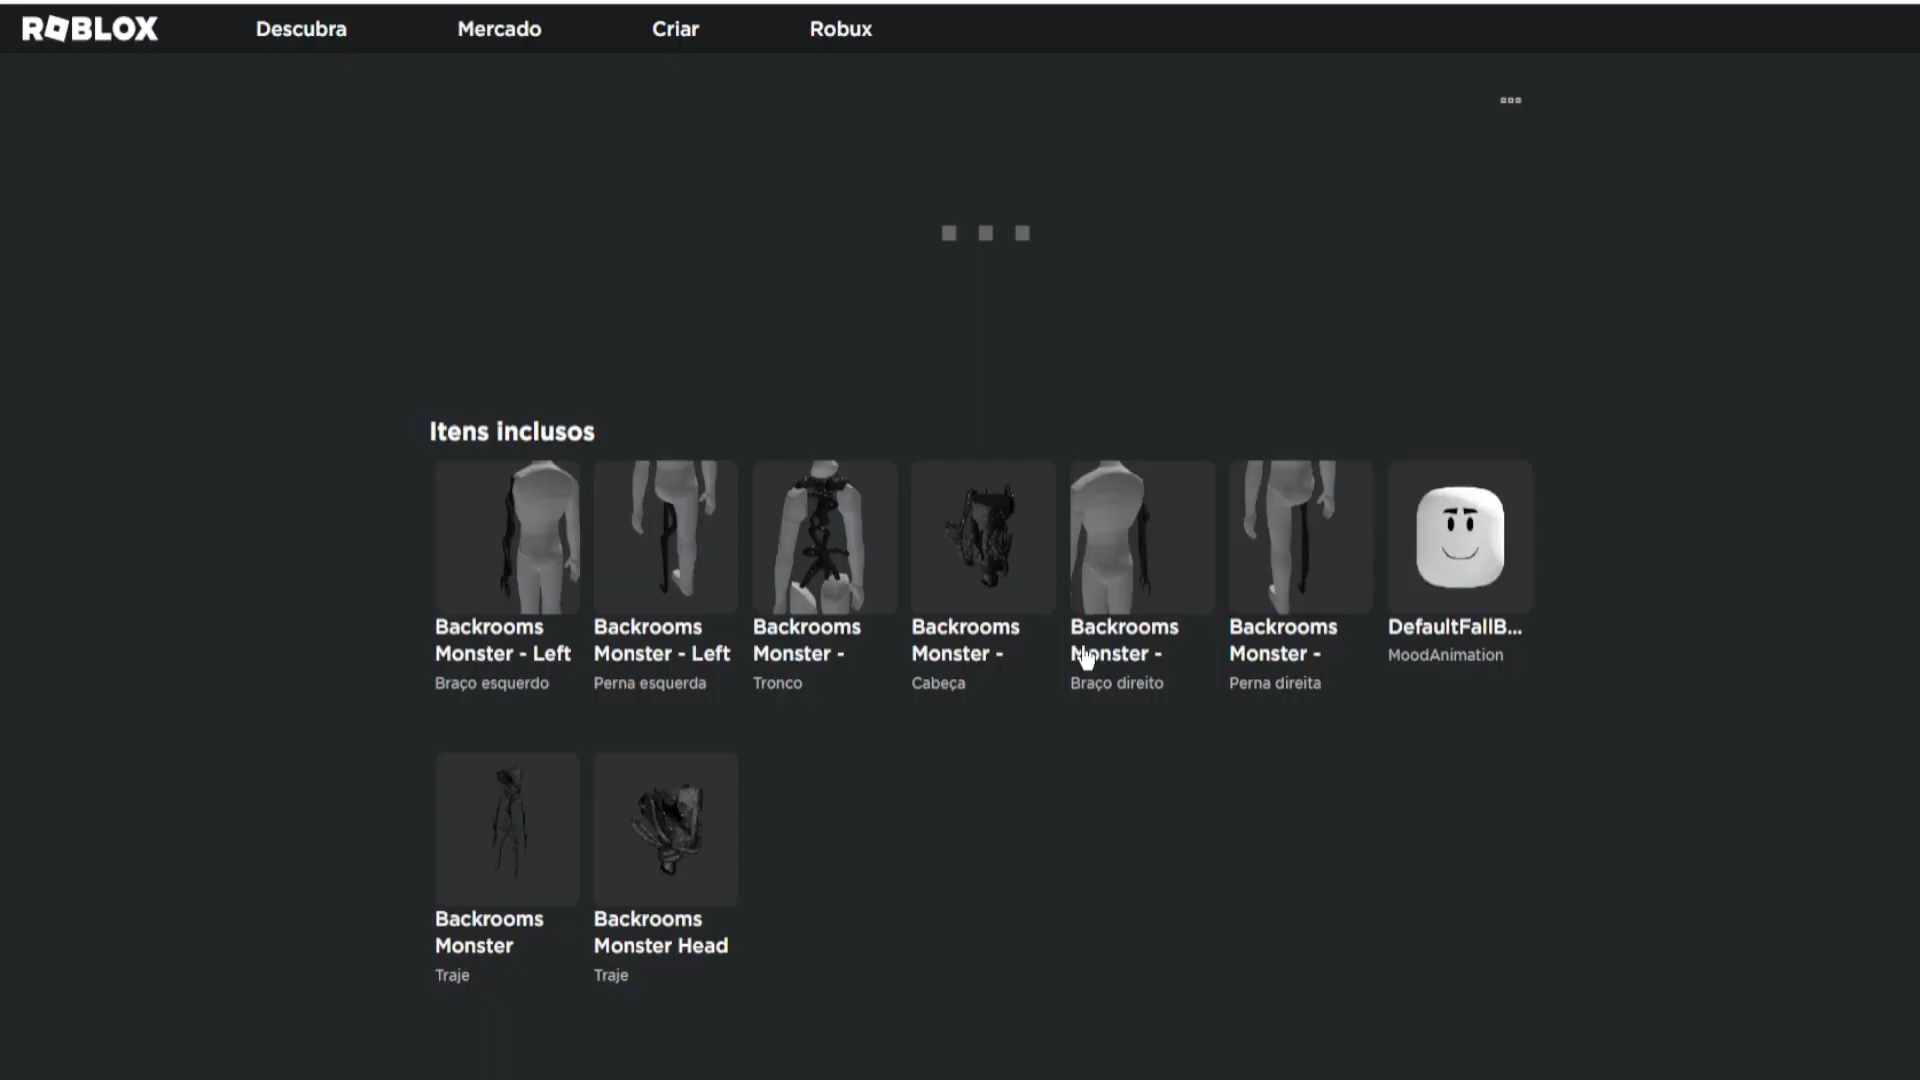 ROBLOX Descubra Mercado Criar Robux
Itens inclusos
Backrooms
Monster - Left
Braço esquerdo
Backrooms
Monster - Left
Perna esquerda
Backrooms
Monster -
Tronco
Backrooms
Monster -
Cabeça
Backrooms
Monster -
Braço direito
Backrooms
Monster -
Perna direita
DefaultFallB...
MoodAnimation
Backrooms
Monster
Traje
Backrooms
Monster Head
Traje